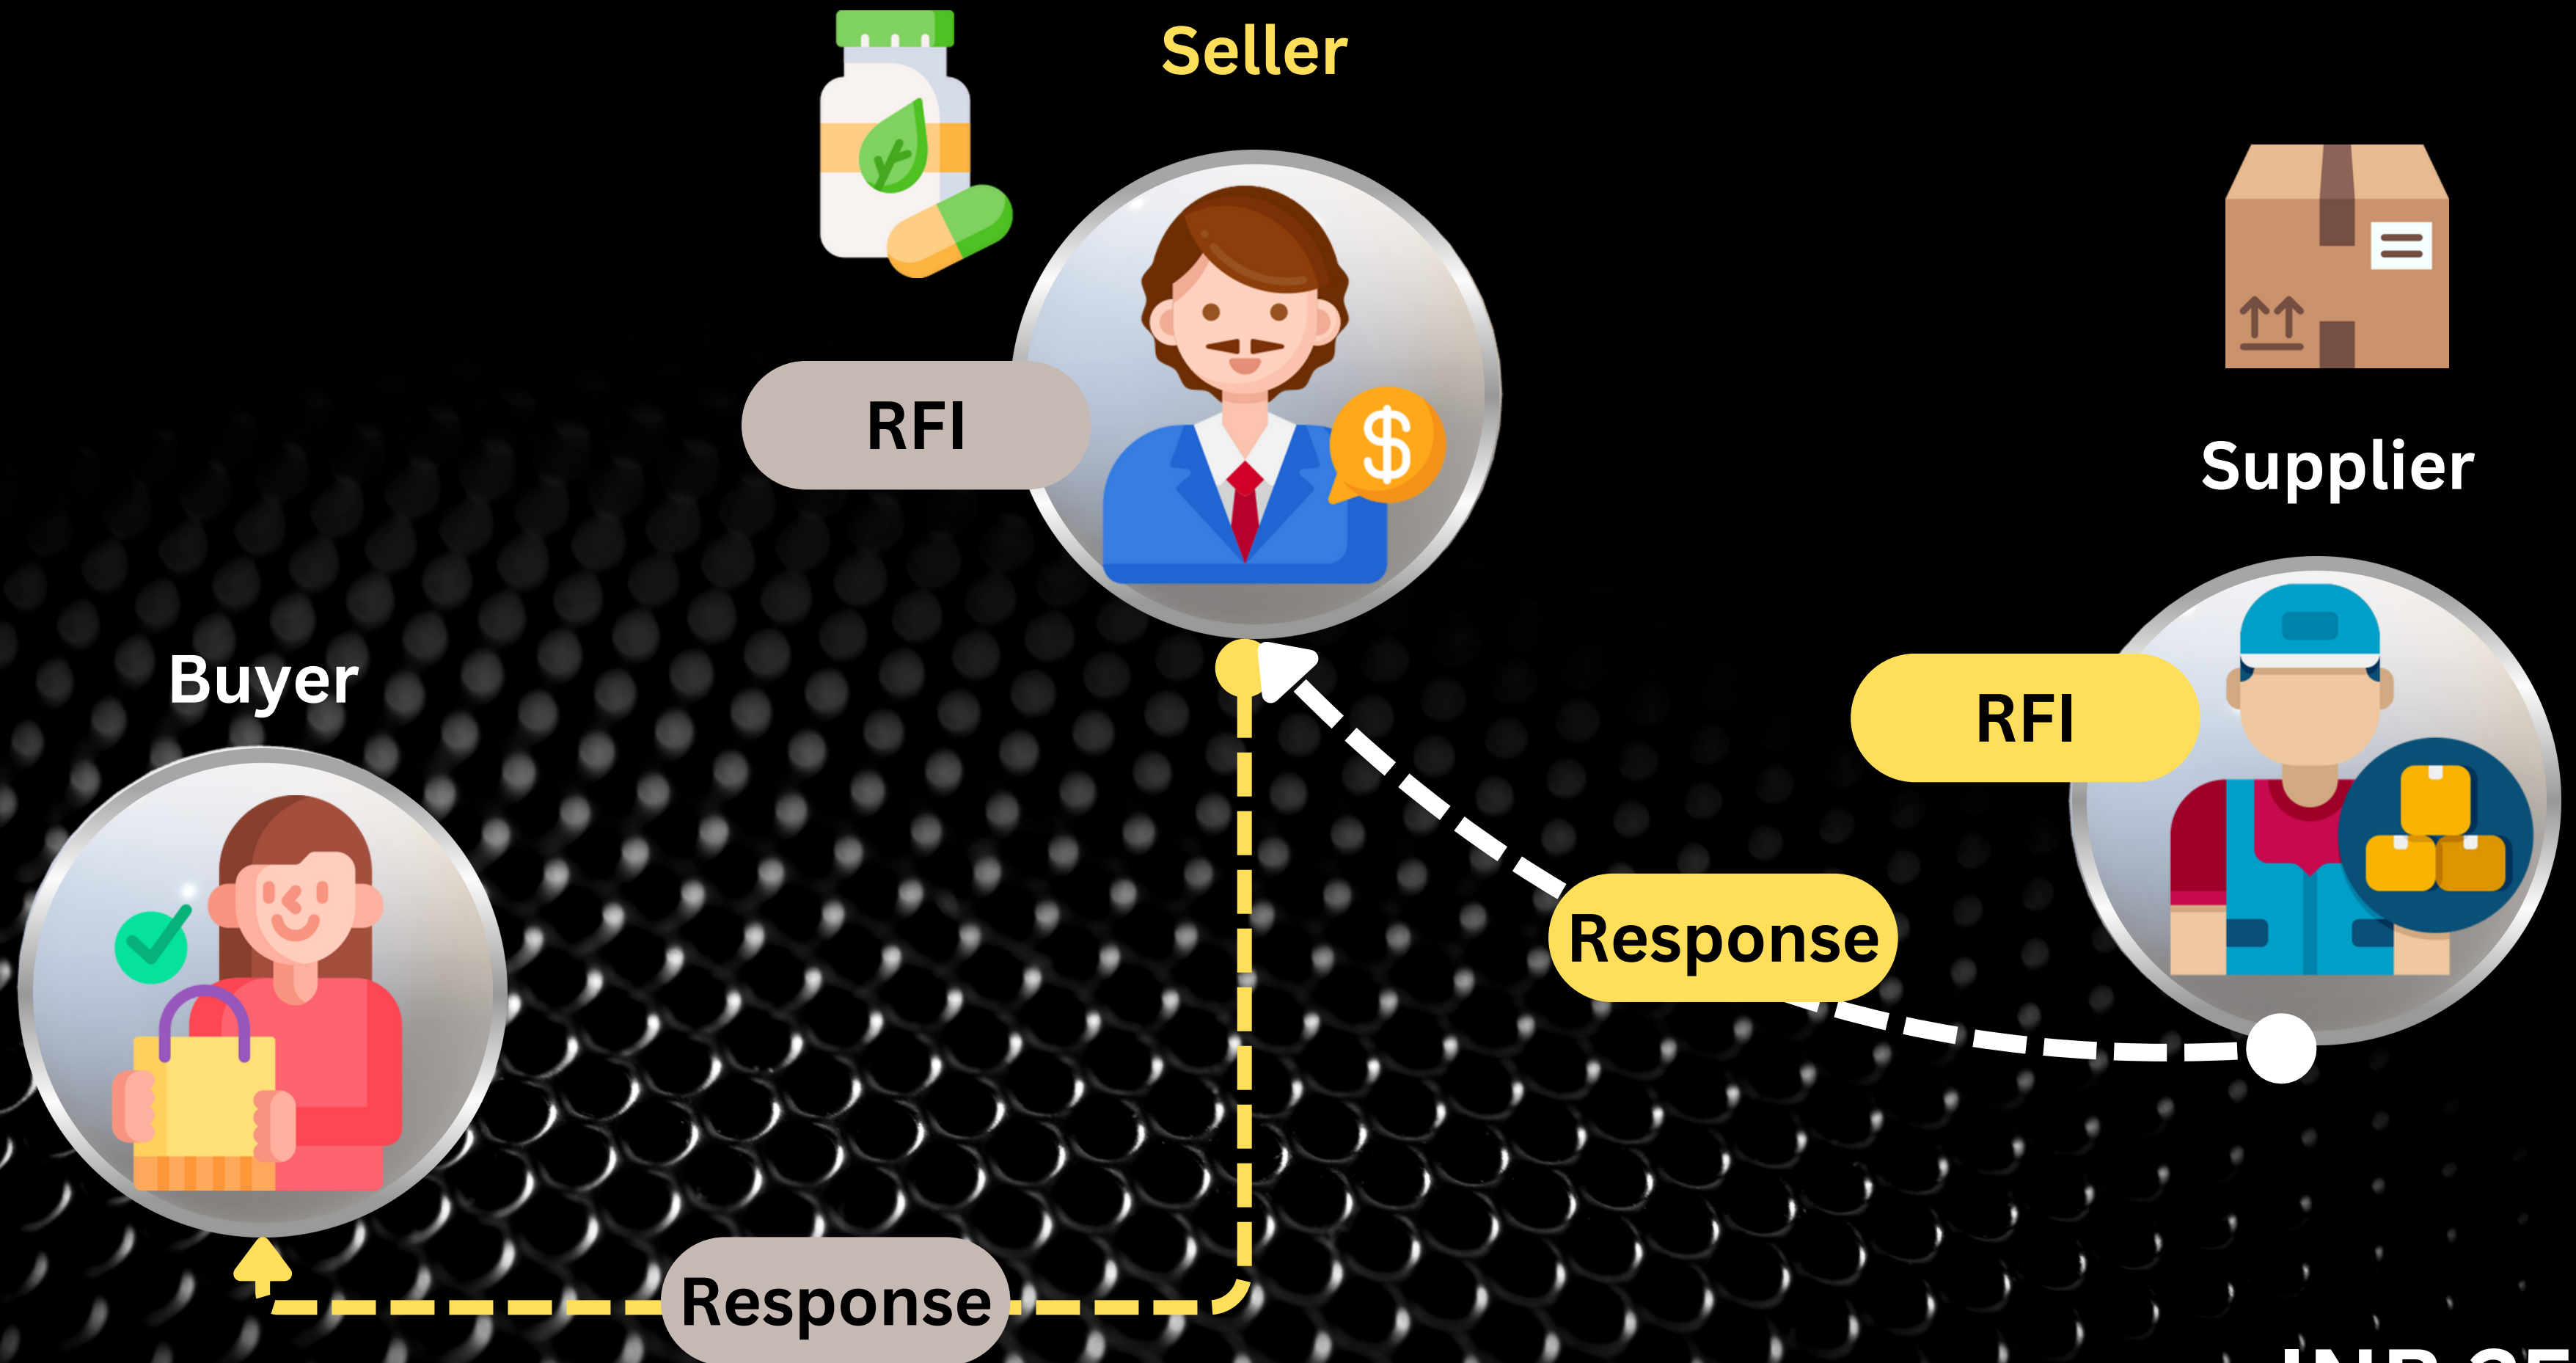 Seller
RFI
Supplier
Buyer
RFI
Response
Response